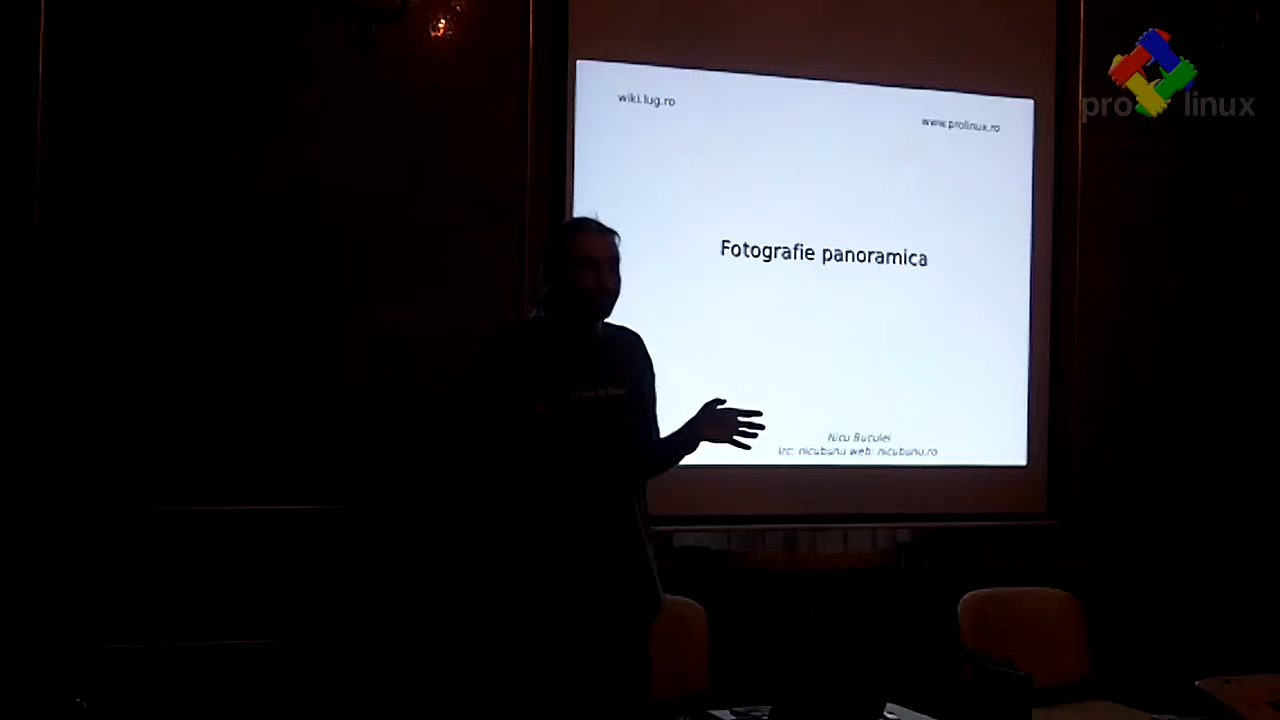 wiki.lug.ro
www.prolinux.ro
pro linux
Fotografie panoramica
Nicu Buculei
irc: nicubunu web: nicubunu.ro